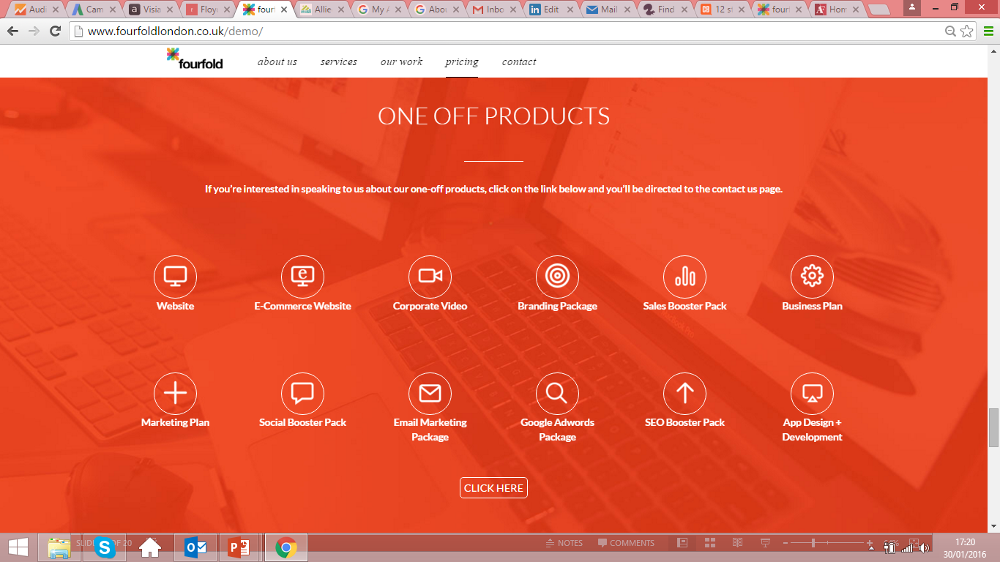 Audi
Cam
Visia
Floy
four
Allie
My A
Abou
Inbo
Edit
Mail
Find
12 st
four
Hom
www.fourfoldlondon.co.uk/demo/
fourfold
about us
services
our work
pricing
contact
ONE OFF PRODUCTS
If you're interested in speaking to us about our one-off products, click on the link below and you'll be directed to the contact us page.
Website
E-Commerce Website
Corporate Video
Branding Package
Sales Booster Pack
Business Plan
Marketing Plan
Social Booster Pack
Email Marketing
Package
Google Adwords
Package
SEO Booster Pack
App Design +
Development
CLICK HERE
OF 20
NOTES
COMMENTS
64%
17:20
30/01/2016